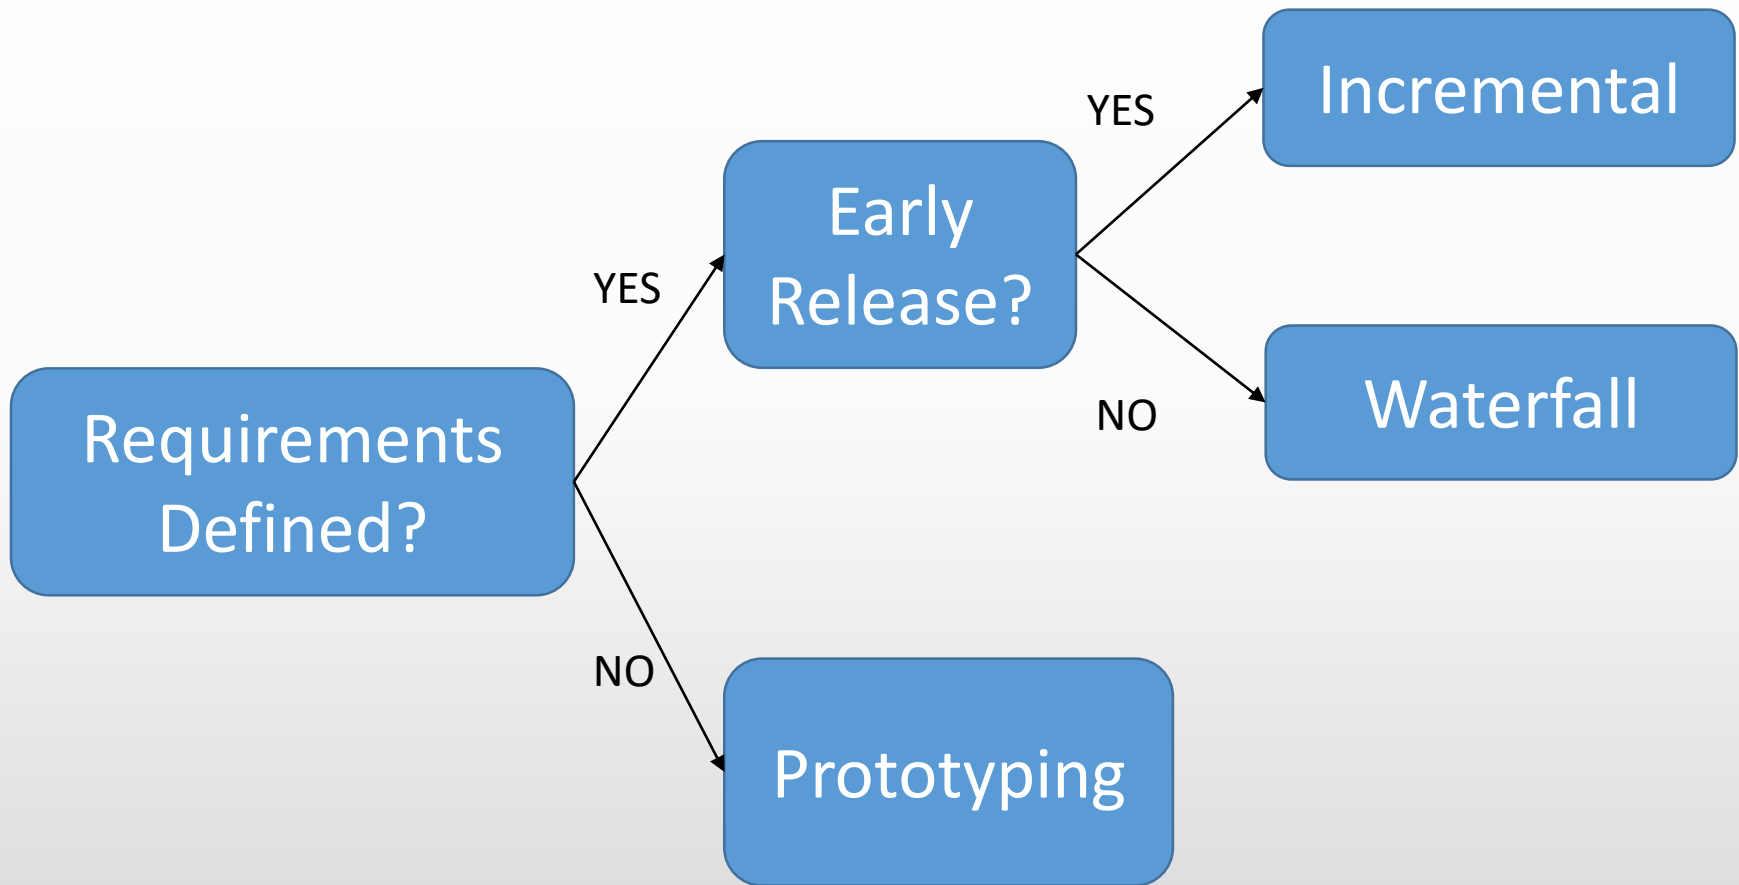 Incremental
YES
Early
Release?
YES
NO
Waterfall
Requirements
Defined?
NO
Prototyping